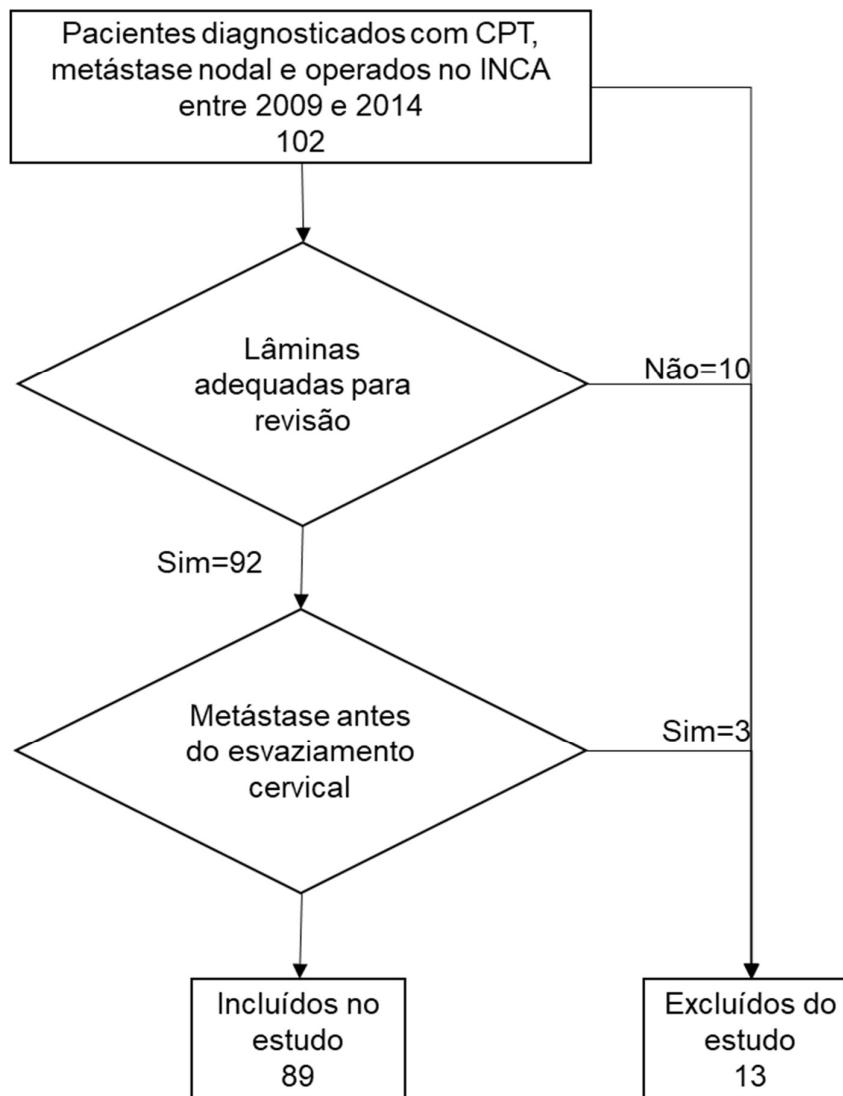 Pacientes diagnosticados com CPT,
metástase nodal e operados no INCA
entre 2009 e 2014
102
Lâminas
adequadas para
revisão
Não=10
Sim=92
Metástase antes
do esvaziamento
cervical
Sim=3
Incluídos no
estudo
89
Excluídos do
estudo
13